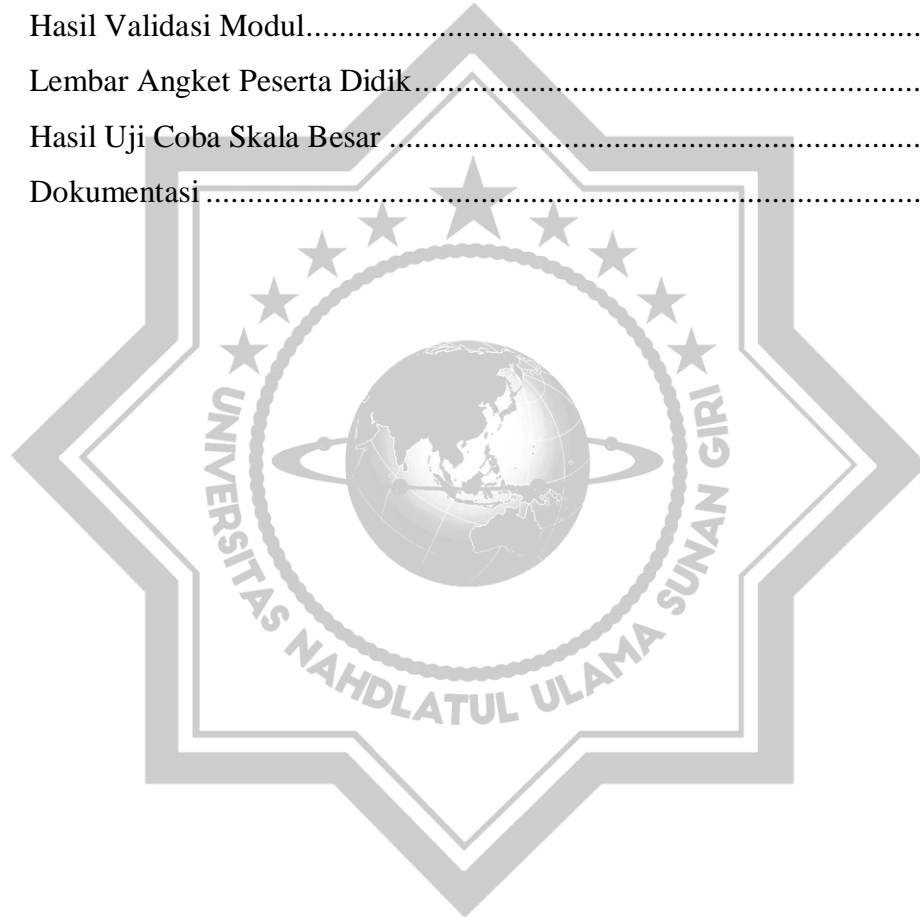 Hasil Validasi Modul........................................................................
Lembar Angket Peserta Didik............................................................
Hasil Uji Coba Skala Besar ...............................................................
Dokumentasi .....................................................................................
UNIVERSITAS NAHDLATUL ULAMA SUNAN GIRI